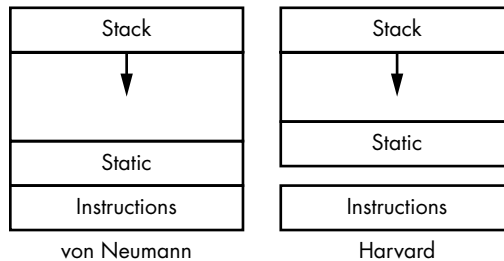 Stack
Static
Instructions
von Neumann
Stack
Static
Instructions
Harvard